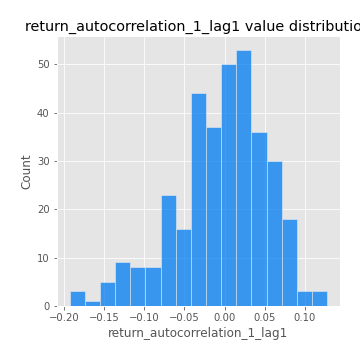 return_autocorrelation_1_lag1 value distributio
50
40
30
20
10
0
Count
−0.20 −0.15 −0.10 −0.05 0.00 0.05 0.10
return_autocorrelation_1_lag1